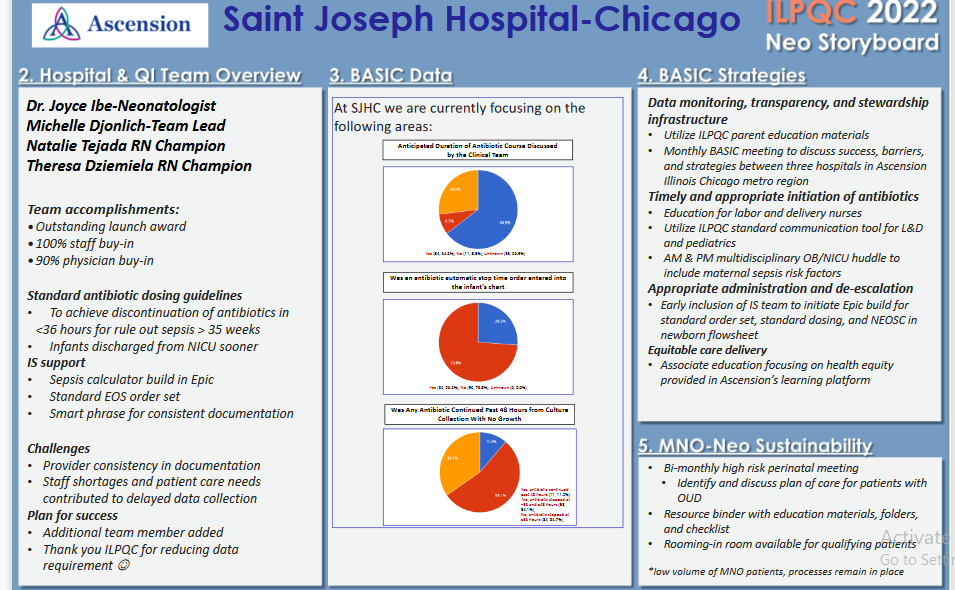 Ascension
Saint Joseph Hospital-Chicago
ILPQC 2022
Neo Storyboard
2. Hospital & QI Team Overview
Dr. Joyce Ibe-Neonatologist
Michelle Djonlich-Team Lead
Natalie Tejada RN Champion
Theresa Dziemiela RN Champion
Team accomplishments:
• Outstanding launch award
• 100% staff buy-in
• 90% physician buy-in
Standard antibiotic dosing guidelines
• To achieve discontinuation of antibiotics in
<36 hours for rule out sepsis > 35 weeks
• Infants discharged from NICU sooner
IS support
• Sepsis calculator build in Epic
• Standard EOS order set
• Smart phrase for consistent documentation
Challenges
• Provider consistency in documentation
• Staff shortages and patient care needs
contributed to delayed data collection
Plan for success
• Additional team member added
• Thank you ILPQC for reducing data
requirement ☺
3. BASIC Data
At SJHC we are currently focusing on the
following areas:
Anticipated Duration of Antibiotic Course Discussed
by the Clinical Team
Was an antibiotic automatic stop time order entered into
the infant's chart
26.2%
73.8%
Was Any Antibiotic Continued Past 48 Hours from Culture
Collection With No Growth
4. BASIC Strategies
Data monitoring, transparency, and stewardship
infrastructure
• Utilize ILPQC parent education materials
• Monthly BASIC meeting to discuss success, barriers,
and strategies between three hospitals in Ascension
Illinois Chicago metro region
Timely and appropriate initiation of antibiotics
• Education for labor and delivery nurses
• Utilize ILPQC standard communication tool for L&D
and pediatrics
• AM & PM multidisciplinary OB/NICU huddle to
include maternal sepsis risk factors
Appropriate administration and de-escalation
• Early inclusion of IS team to initiate Epic build for
standard order set, standard dosing, and NEOSC in
newborn flowsheet
Equitable care delivery
• Associate education focusing on health equity
provided in Ascension's learning platform
5. MNO-Neo Sustainability
• Bi-monthly high risk perinatal meeting
• Identify and discuss plan of care for patients with
OUD
• Resource binder with education materials, folders,
and checklist
• Rooming-in room available for qualifying patients
*low volume of MNO patients, processes remain in place
Activate
Go to Setti